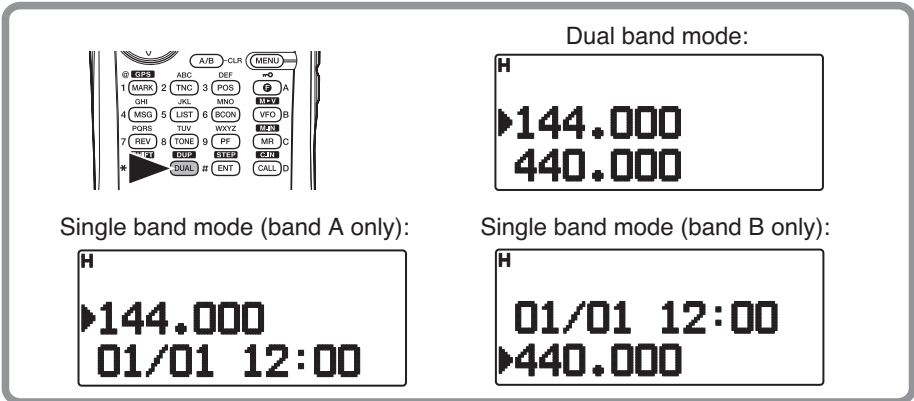 Dual band mode:
H
144.000
440.000
A/B CLR MENU
@ GPS ABC DEF
1 MARK 2 TNC 3 POS F A
GHI JKL MNO M▶V
4 MSG 5 LIST 6 BCON VFO B
PQRS TUV WXYZ M.IN
7 REV 8 TONE 9 PF MR C
DUP STEP C.IN
* DUAL # ENT CALL D
Single band mode (band A only):
H
144.000
01/01 12:00
Single band mode (band B only):
H
01/01 12:00
440.000